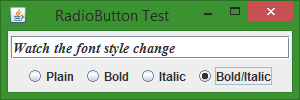 RadioButton Test
Watch the font style change
Plain Bold Italic Bold/Italic